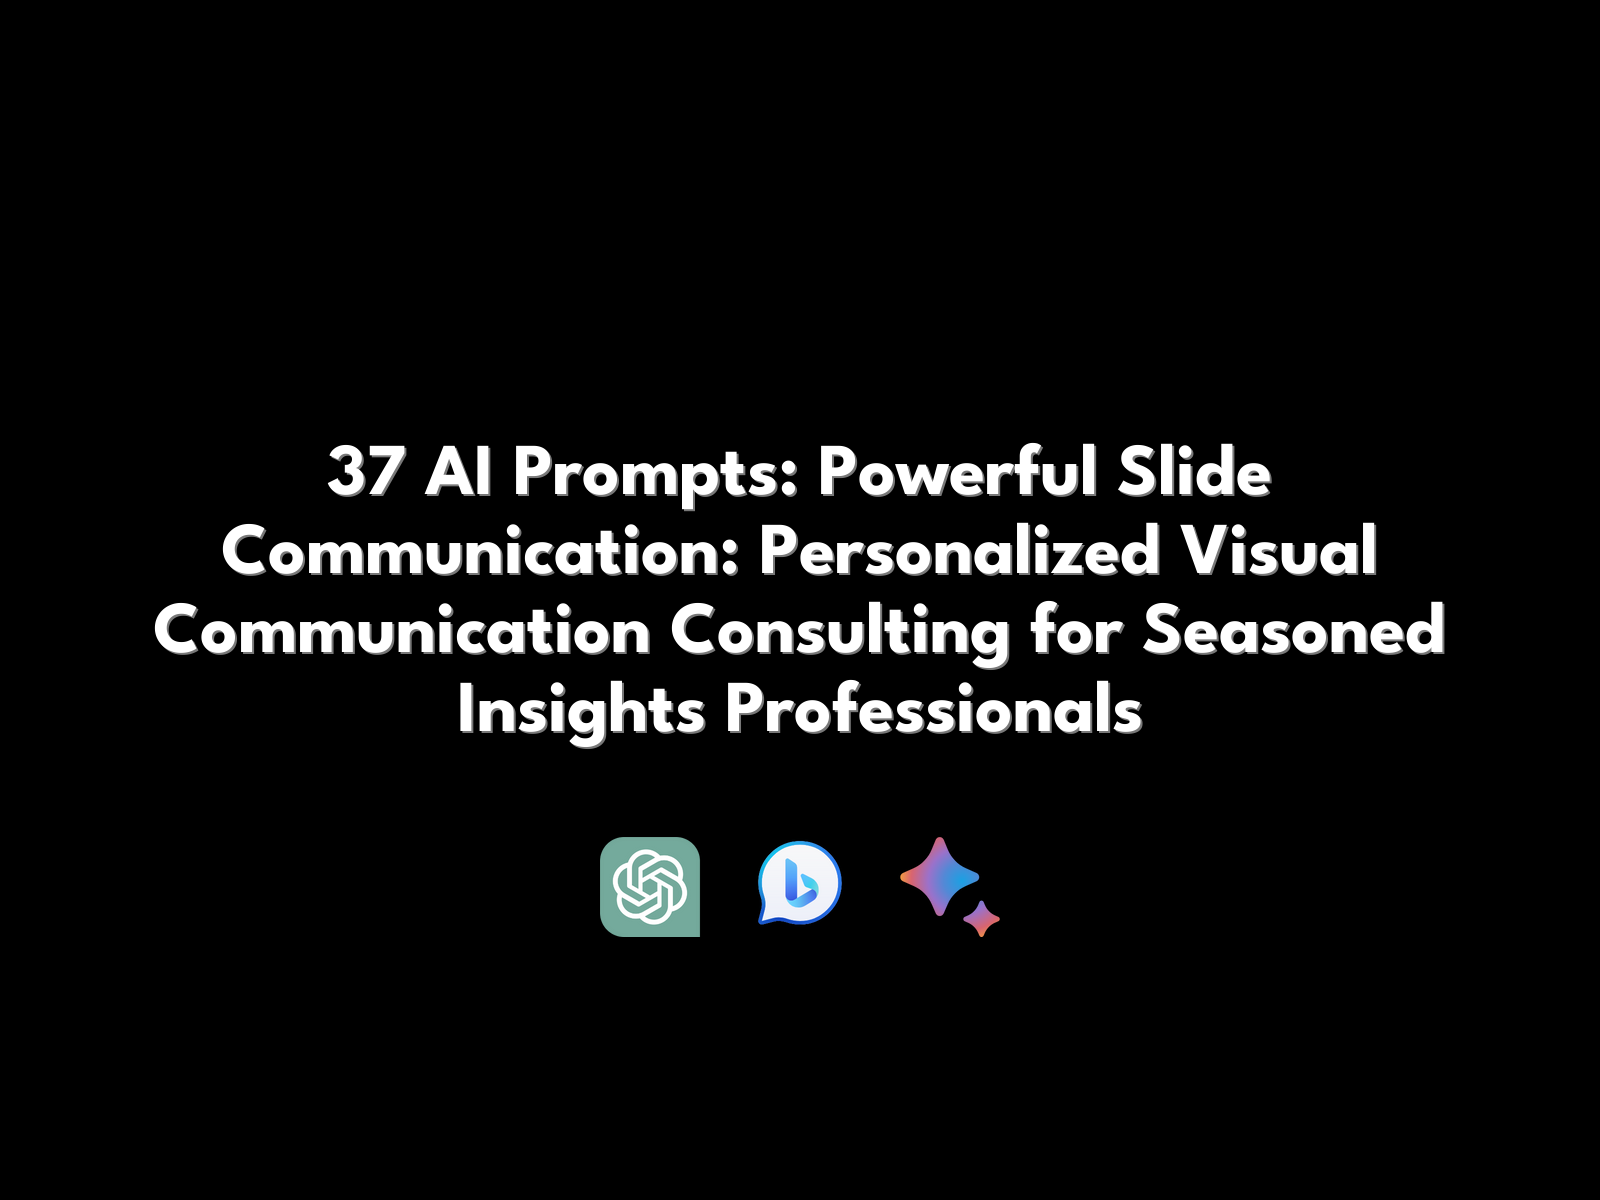 37 AI Prompts: Powerful Slide
Communication: Personalized Visual
Communication Consulting for Seasoned
Insights Professionals